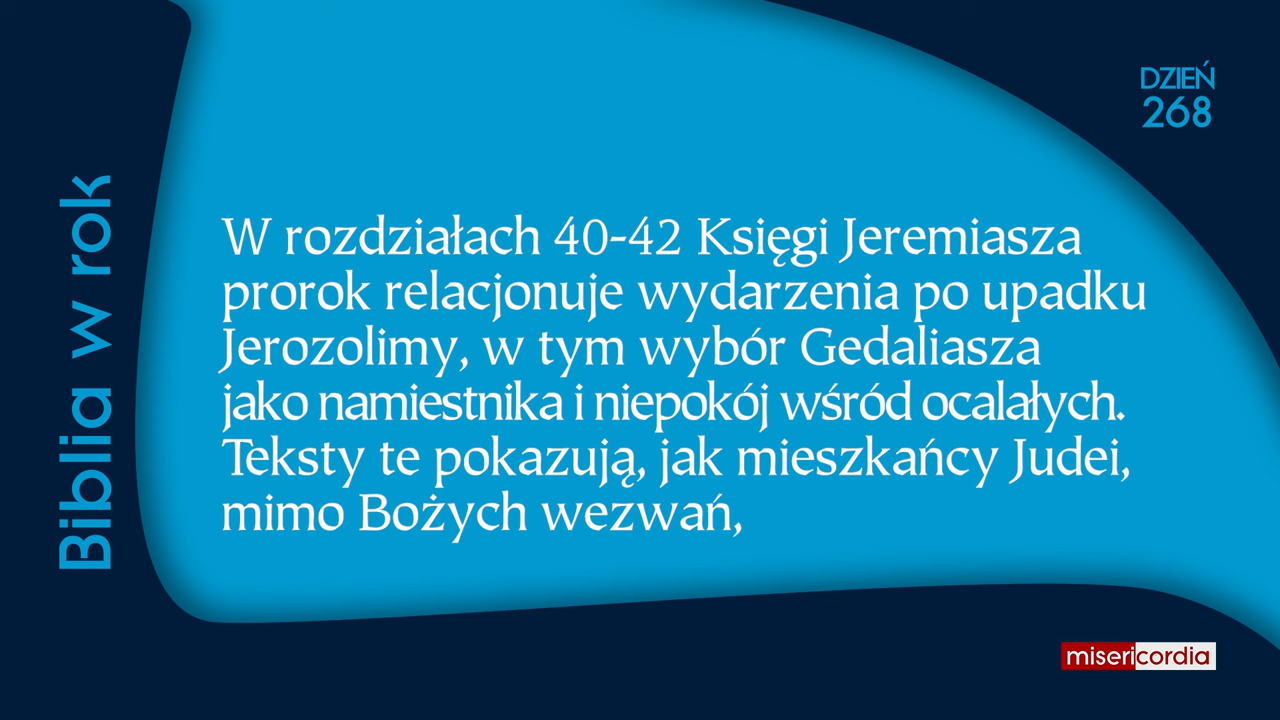 DZIEŃ
268
Biblia w rok
W rozdziałach 40-42 Księgi Jeremiasza
prorok relacjonuje wydarzenia po upadku
Jerozolimy, w tym wybór Gedaliasza
jako namiestnika i niepokój wśród ocalałych.
Teksty te pokazują, jak mieszkańcy Judei,
mimo Bożych wezwań,
misericordia